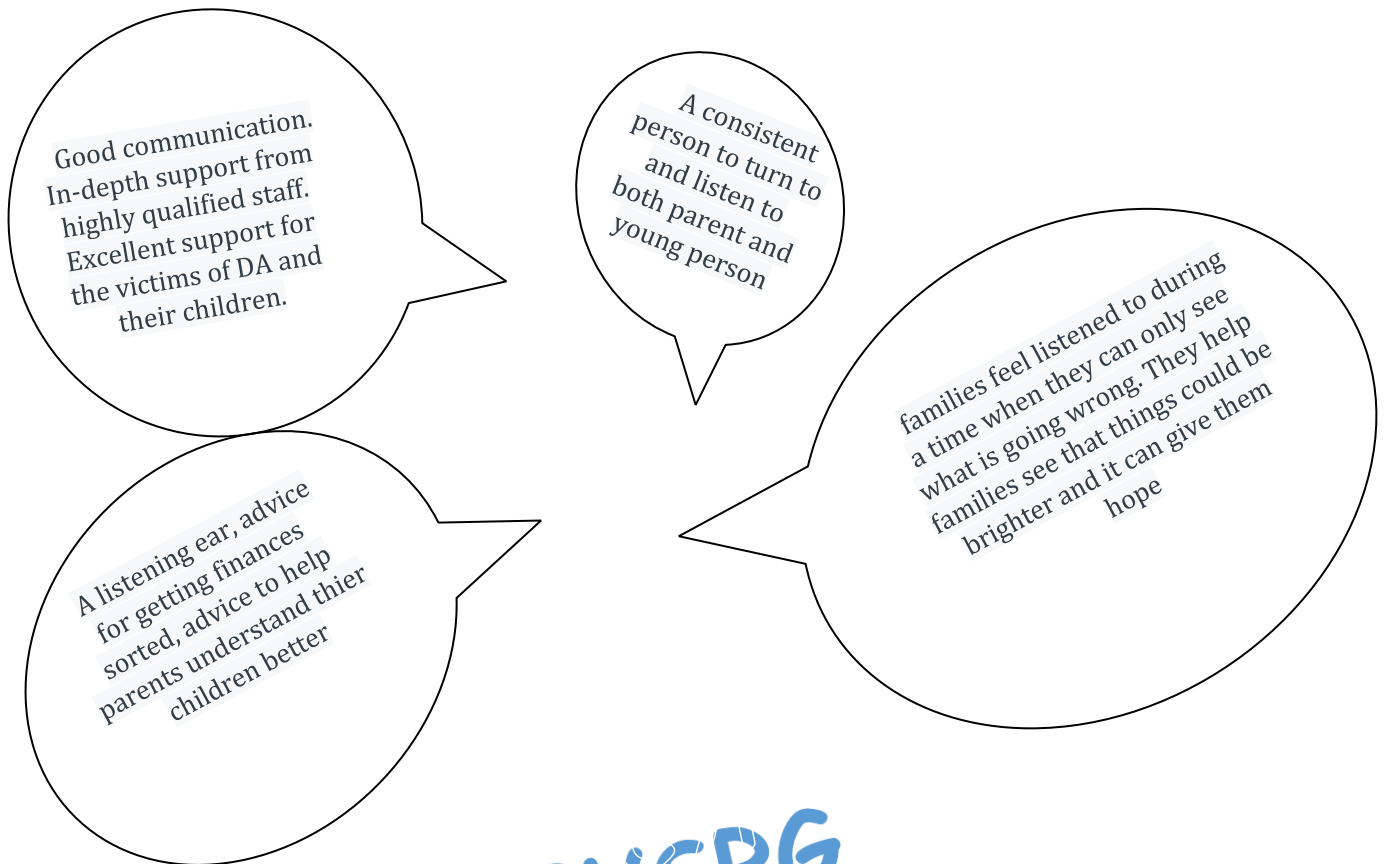 Good communication.
In-depth support from
highly qualified staff.
Excellent support for
the victims of DA and
their children.
A consistent
person to turn to
and listen to
both parent and
young person
families feel listened to during
a time when they can only see
what is going wrong. They help
families see that things could be
brighter and it can give them
hope
A listening ear, advice
for getting finances
sorted, advice to help
parents understand thier
children better